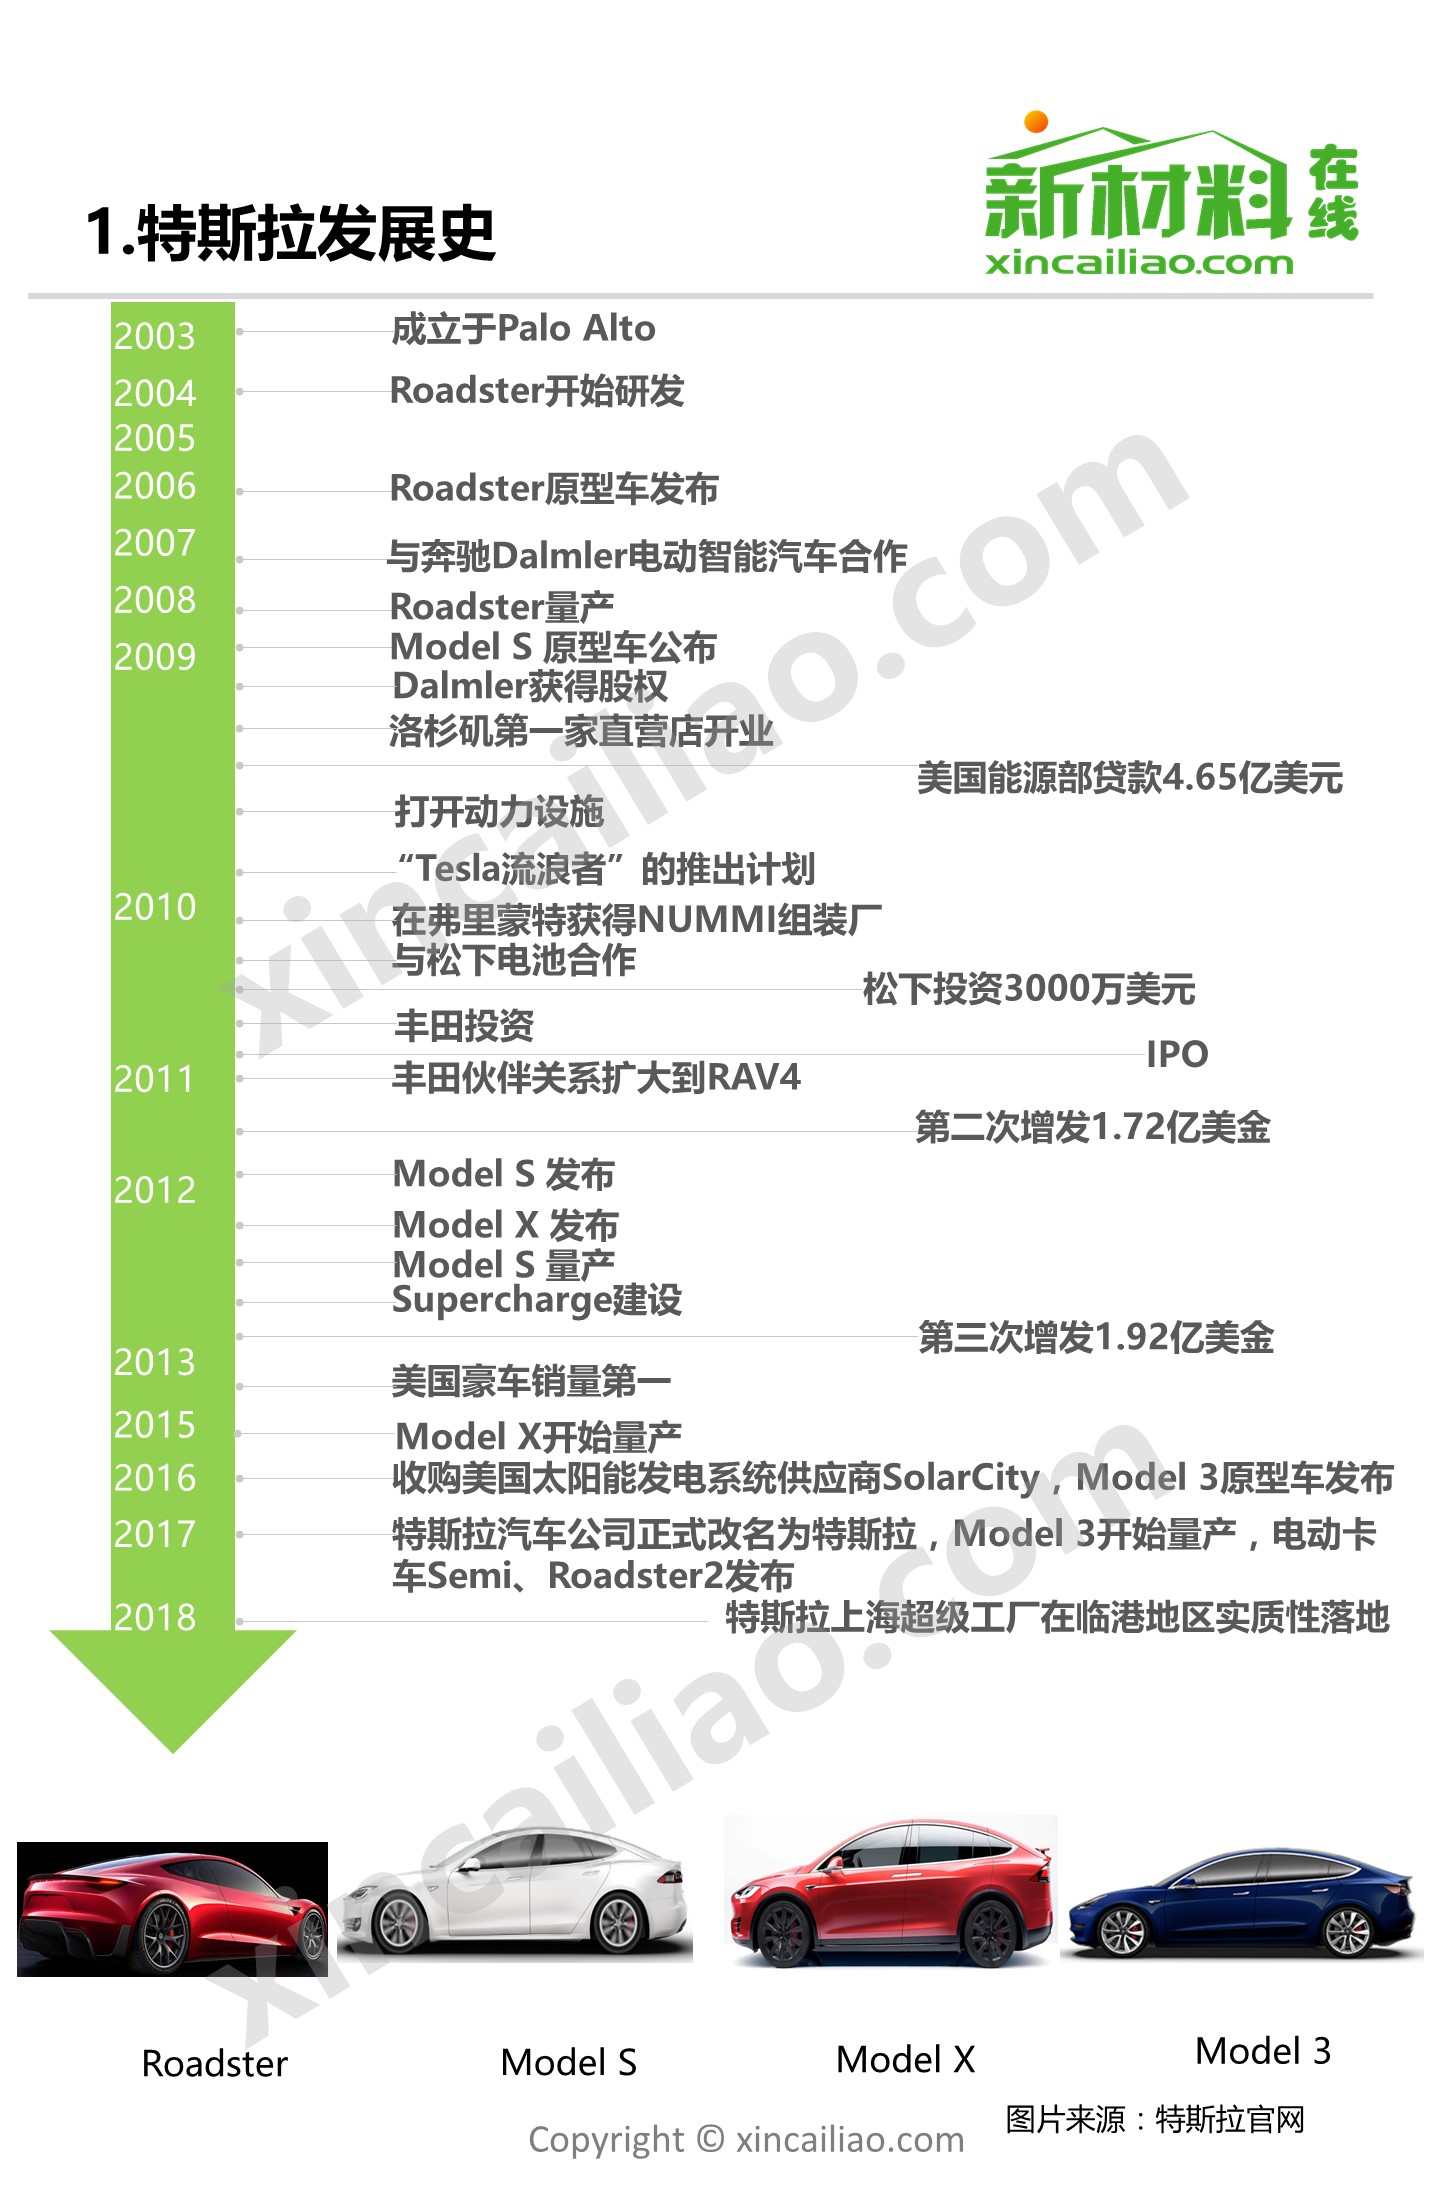 新材料在线
xincailiao.com
1.特斯拉发展史
2003
成立于Palo Alto
2004
Roadster开始研发
2005
2006
Roadster原型车发布
2007
与奔驰Dalmler电动智能汽车合作
2008
Roadster量产
2009
Model S 原型车公布
Dalmler获得股权
洛杉矶第一家直营店开业
美国能源部贷款4.65亿美元
打开动力设施
“Tesla流浪者”的推出计划
2010
在弗里蒙特获得NUMMI组装厂
与松下电池合作
松下投资3000万美元
丰田投资
IPO
2011
丰田伙伴关系扩大到RAV4
第二次增发1.72亿美金
2012
Model S 发布
Model X 发布
Model S 量产
Supercharge建设
第三次增发1.92亿美金
2013
美国豪车销量第一
2015
Model X开始量产
2016
收购美国太阳能发电系统供应商SolarCity，Model 3原型车发布
2017
特斯拉汽车公司正式改名为特斯拉，Model 3开始量产，电动卡
车Semi、Roadster2发布
2018
特斯拉上海超级工厂在临港地区实质性落地
xincailiao.com
xincailiao.com
Roadster
Model S
Model X
Model 3
图片来源：特斯拉官网
Copyright © xincailiao.com